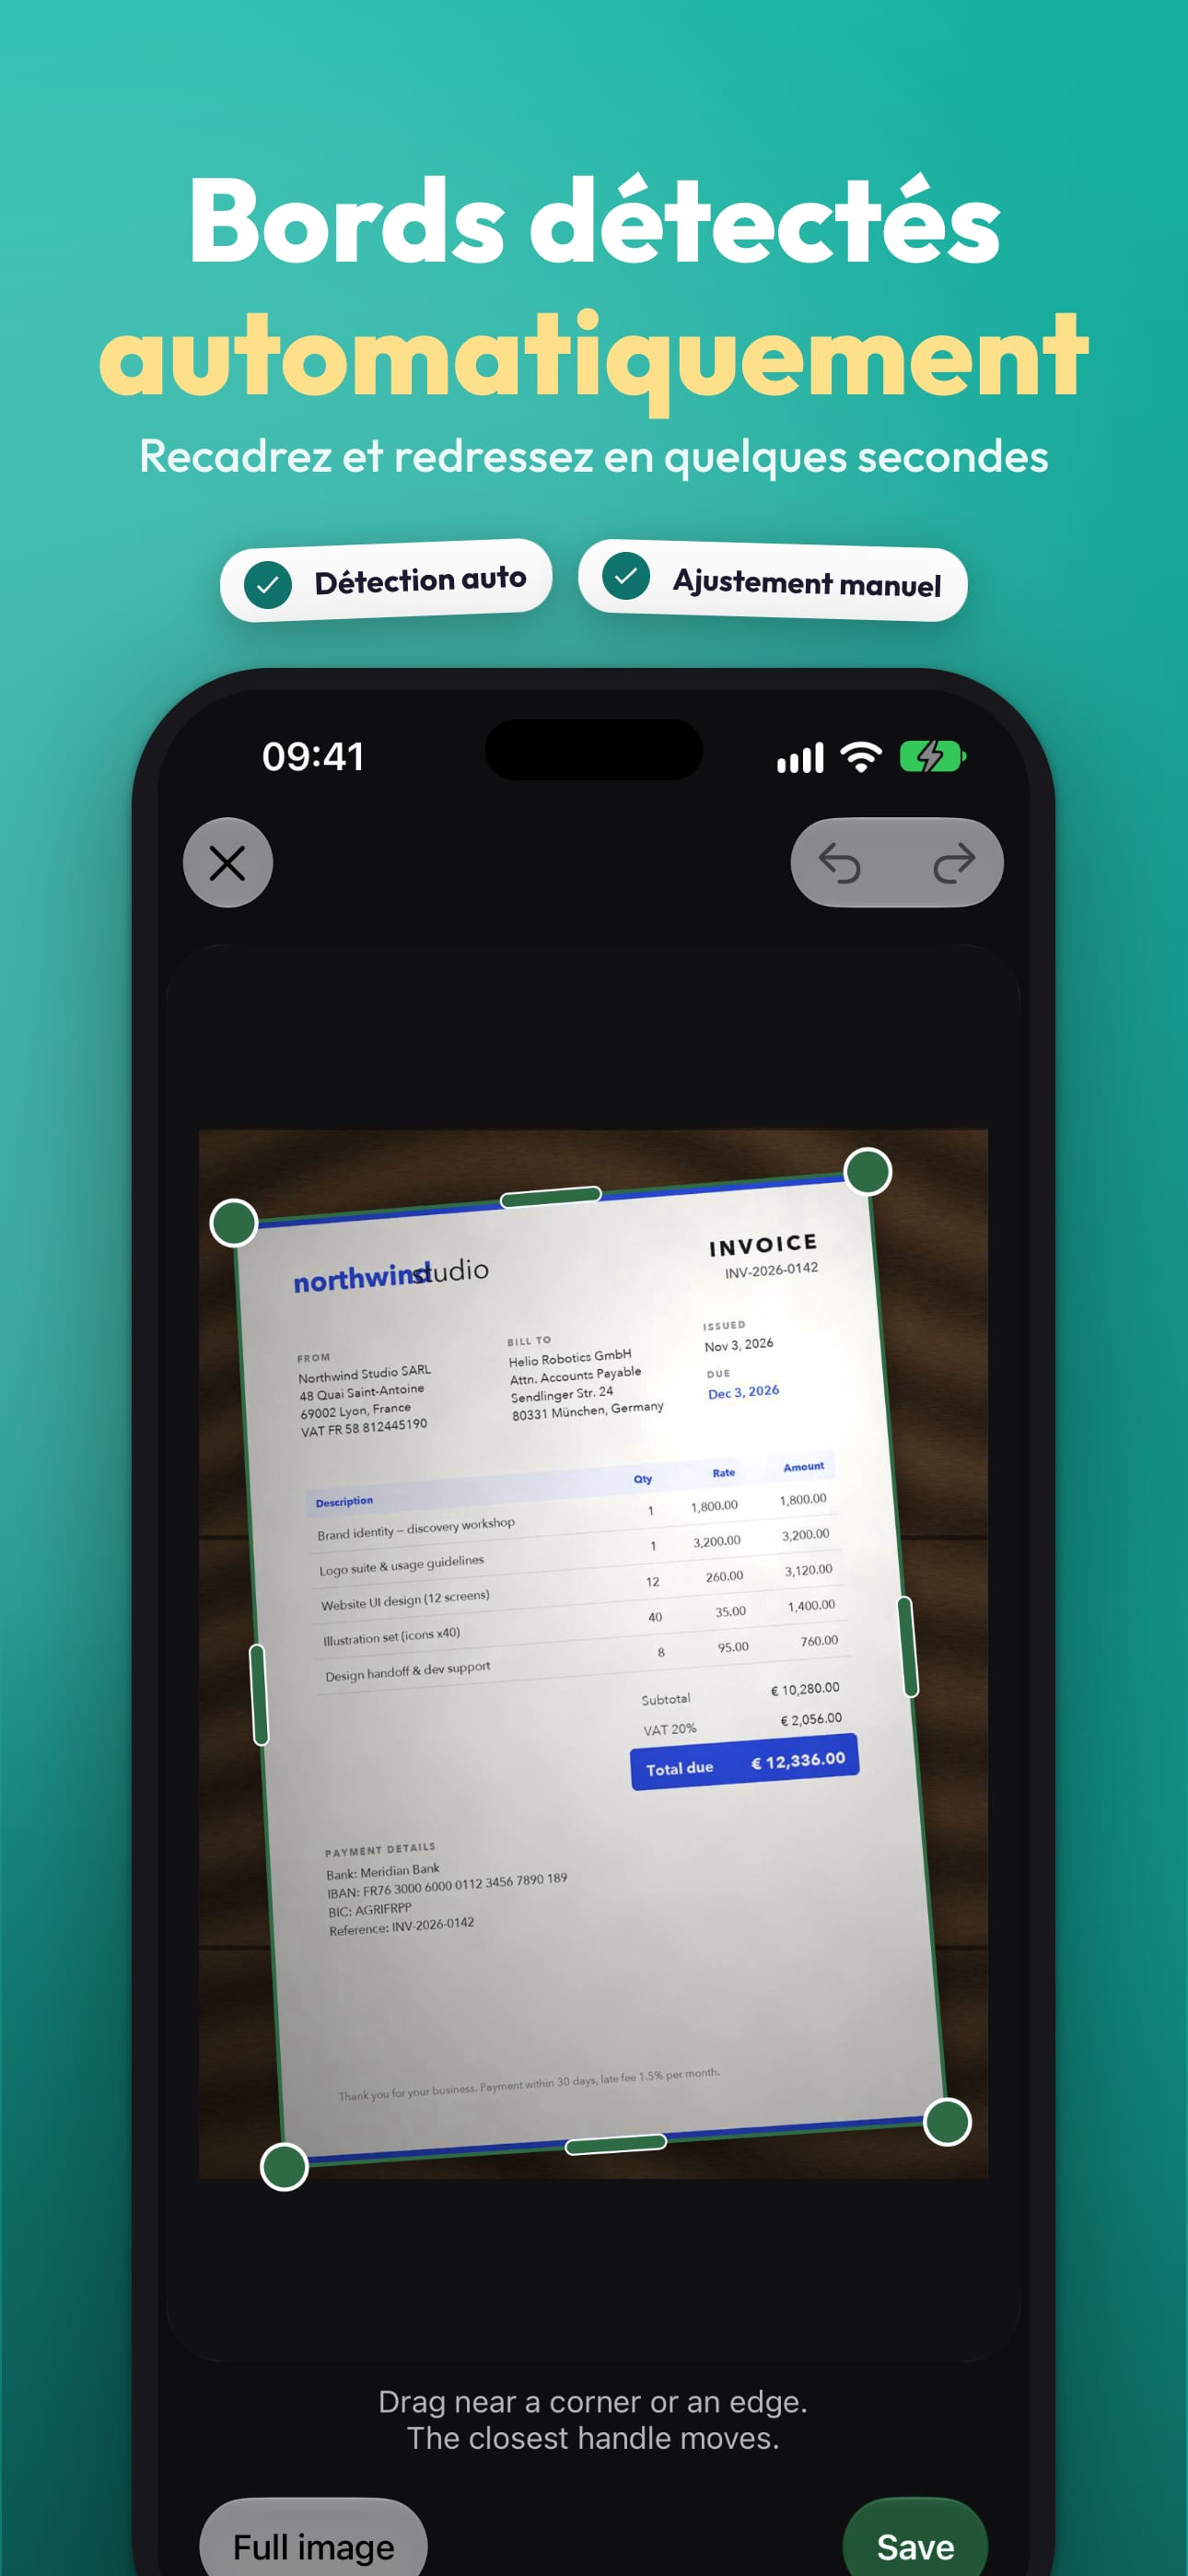 Bords détectés
automatiquement
Recadrez et redressez en quelques secondes
Détection auto
Ajustement manuel
09:41
northwindstudio
INVOICE
INV-2026-0142
FROM
Northwind Studio SARL
48 Quai Saint-Antoine
69002 Lyon, France
VAT FR 58 812445190
BILL TO
Helio Robotics GmbH
Attn. Accounts Payable
Sendlinger Str. 24
80331 München, Germany
ISSUED
Nov 3, 2026
DUE
Dec 3, 2026
Description Qty Rate Amount
Brand identity – discovery workshop 1 1,800.00 1,800.00
Logo suite & usage guidelines 1 3,200.00 3,200.00
Website UI design (12 screens) 12 260.00 3,120.00
Illustration set (icons x40) 40 35.00 1,400.00
Design handoff & dev support 8 95.00 760.00
Subtotal € 10,280.00
VAT 20% € 2,056.00
Total due € 12,336.00
PAYMENT DETAILS
Bank: Meridian Bank
IBAN: FR76 3000 6000 0112 3456 7890 189
BIC: AGRIFRPP
Reference: INV-2026-0142
Thank you for your business. Payment within 30 days, late fee 1.5% per month.
Drag near a corner or an edge.
The closest handle moves.
Full image
Save